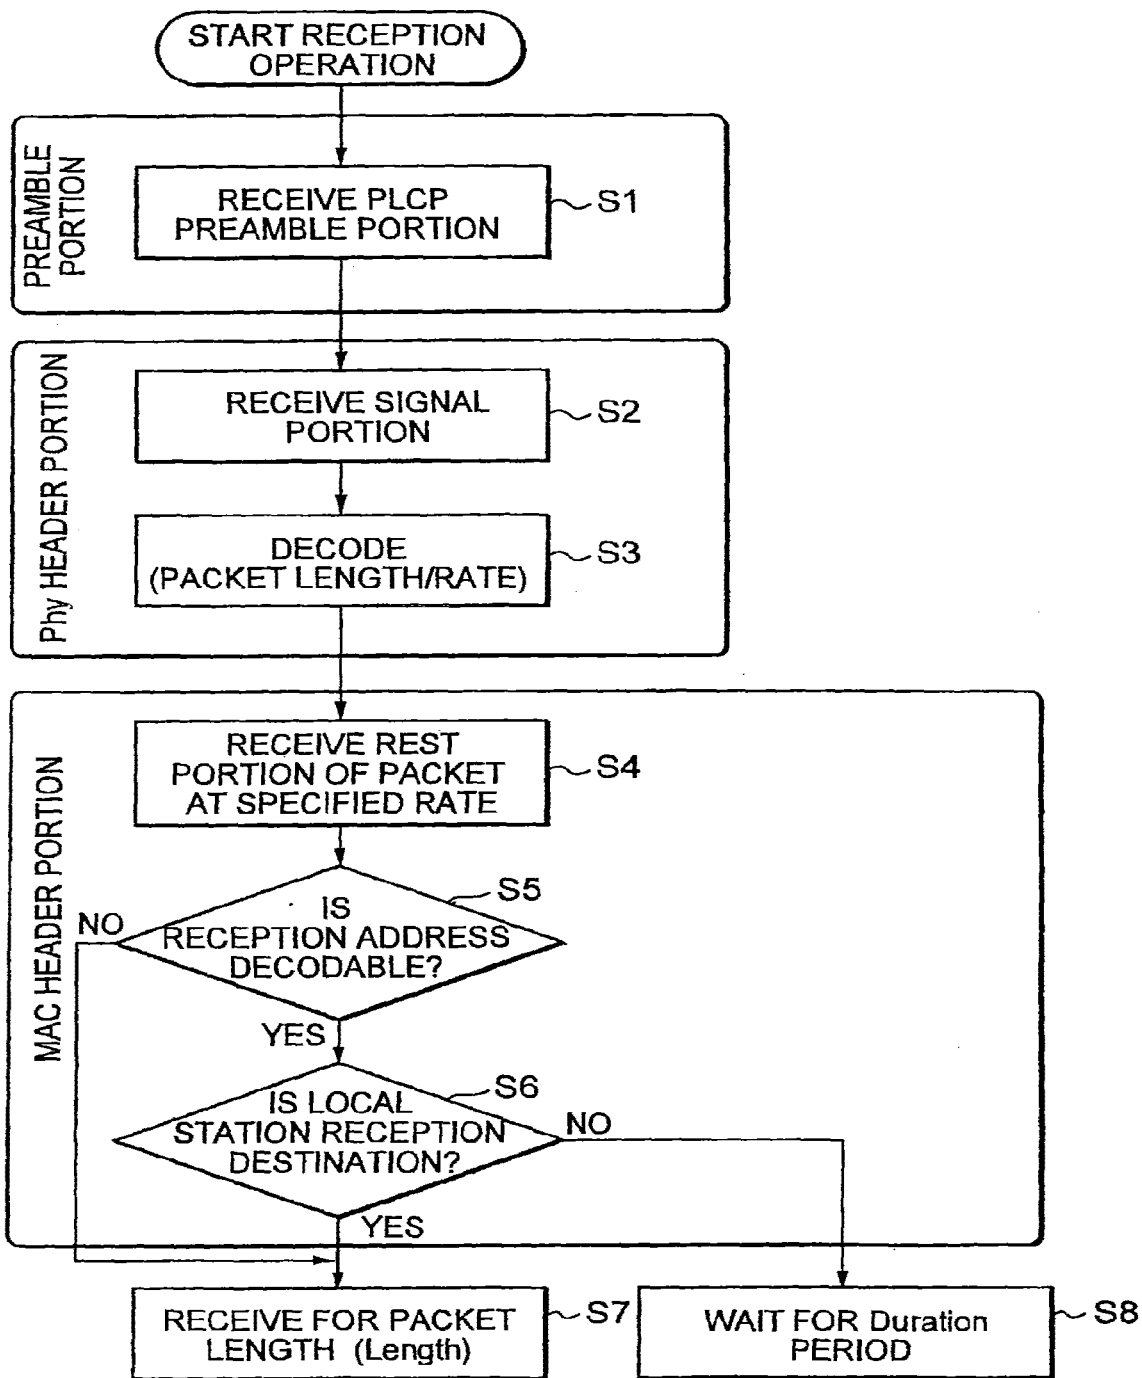 START RECEPTION
OPERATION
PREAMBLE
PORTION
RECEIVE PLCP
PREAMBLE PORTION
S1
Phy HEADER PORTION
RECEIVE SIGNAL
PORTION
S2
DECODE
(PACKET LENGTH/RATE)
S3
MAC HEADER PORTION
RECEIVE REST
PORTION OF PACKET
AT SPECIFIED RATE
S4
S5
NO
IS
RECEPTION ADDRESS
DECODABLE?
YES
S6
IS LOCAL
STATION RECEPTION
DESTINATION?
NO
YES
RECEIVE FOR PACKET
LENGTH (Length)
S7
WAIT FOR Duration
PERIOD
S8